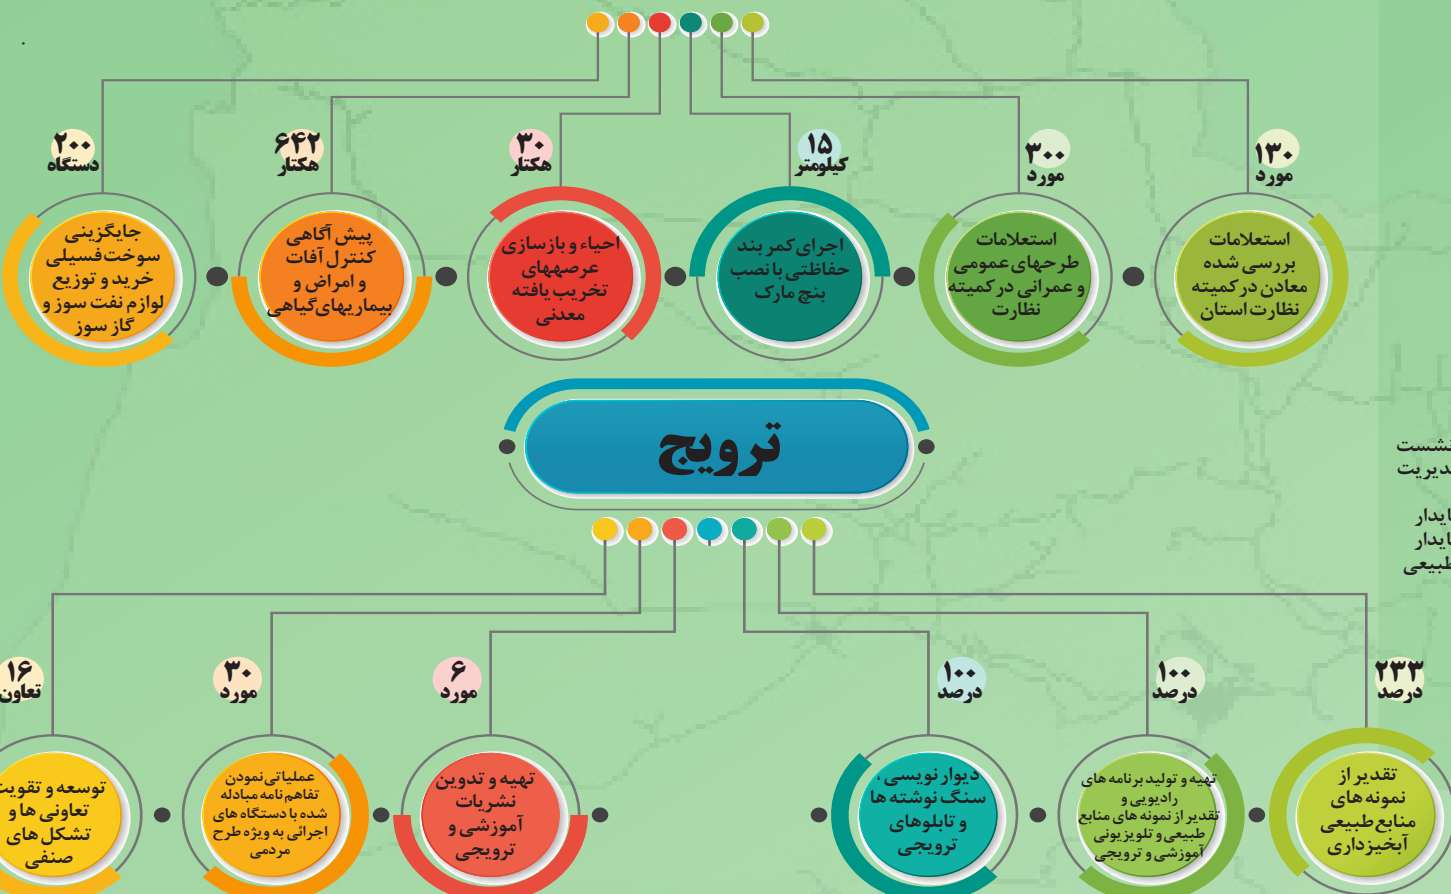 ۱۳۰
مورد
استعلامات
بررسی شده
معادن در کمیته
نظارت استان
۳۰۰
مورد
استعلامات
طرحهای عمومی
و عمرانی در کمیته
نظارت
۱۵
کیلومتر
اجرای کمر بند
حفاظتی با نصب
بنچ مارک
۳۰
هکتار
احیاء و بازسازی
عرصههای
تخریب یافته
معدنی
۶۴۲
هکتار
پیش آگاهی
کنترل آفات
و امراض و
بیماریهای گیاهی
۲۰۰
دستگاه
جایگزینی
سوخت فسیلی
خرید و توزیع
لوازم نفت سوز و
گاز سوز
ترویج
نشست
طبیعی
۲۳۳
درصد
تقدیر از
نمونه های
منابع طبیعی
آبخیزداری
۱۰۰
درصد
تهیه و تولید برنامه های
رادیویی و
تقدیر از نمونه های منابع
طبیعی و تلویزیونی
آموزشی و ترویجی
۱۰۰
درصد
دیوار نویسی ،
سنگ نوشته ها
و تابلوهای
ترویجی
۶
مورد
تهیه و تدوین
نشریات
آموزشی و
ترویجی
۳۰
مورد
عملیاتی نمودن
تفاهم نامه مبادله
شده با دستگاه های
اجرائی به ویژه طرح
مردمی
۱۶
تعاون
توسعه و تقویت
تعاونی ها و
تشکل های
صنفی